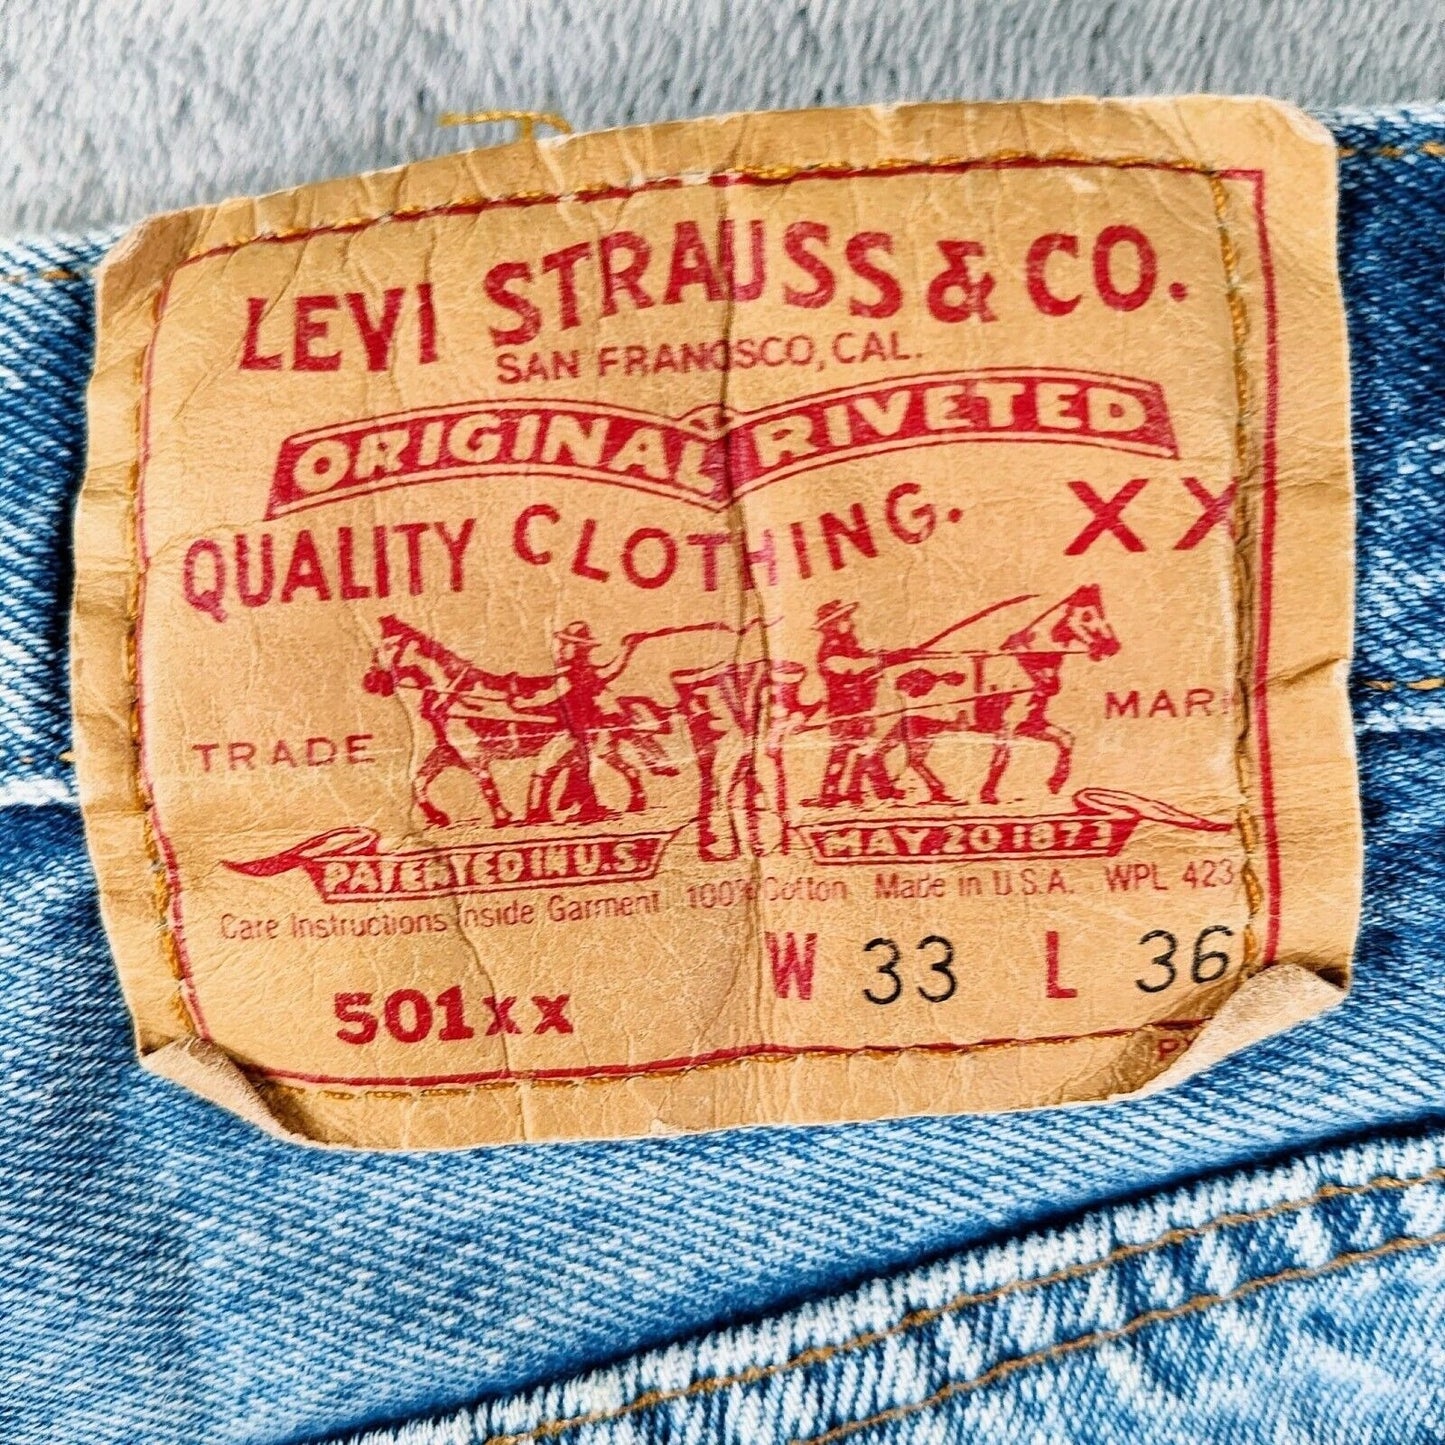 LEVI STRAUSS & CO.
SAN FRANCISCO, CAL.
ORIGINAL RIVETED
QUALITY CLOTHING. XX
TRADE MARK
PATENTED IN U.S. MAY 20 1873
Care Instructions Inside Garment 100% Cotton Made in U.S.A. WPL 423
501xx W 33 L 36